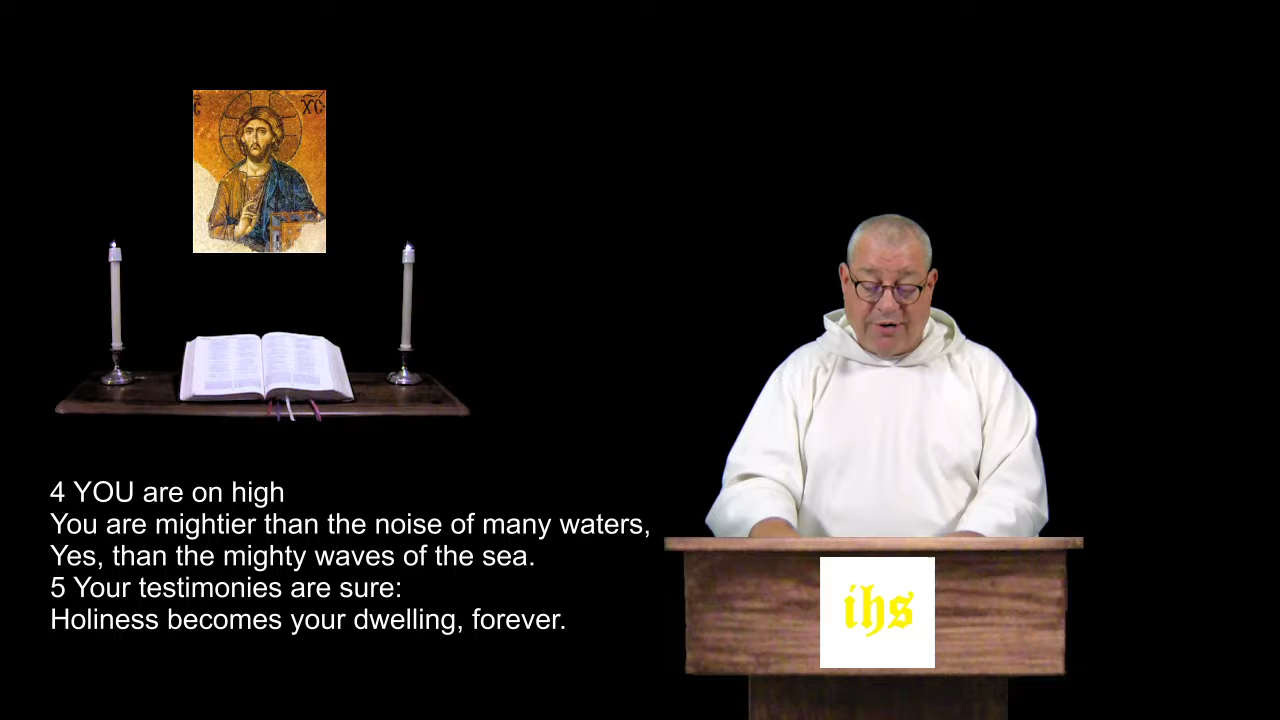 XC
4 YOU are on high
You are mightier than the noise of many waters,
Yes, than the mighty waves of the sea.
5 Your testimonies are sure:
Holiness becomes your dwelling, forever.
ihs